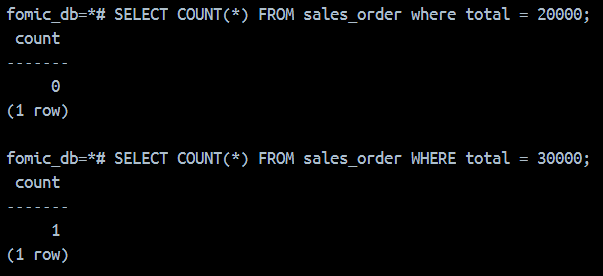 fomic_db=*# SELECT COUNT(*) FROM sales_order where total = 20000;
 count
-------
     0
(1 row)

fomic_db=*# SELECT COUNT(*) FROM sales_order WHERE total = 30000;
 count
-------
     1
(1 row)